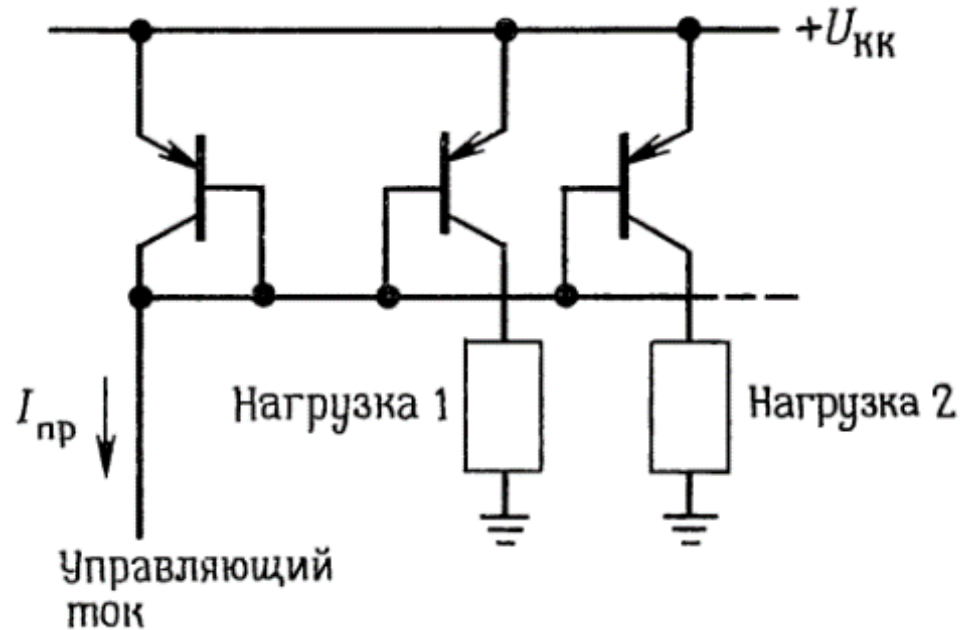 +Uкк
Iпр
Нагрузка 1
Нагрузка 2
Управляющий
ток